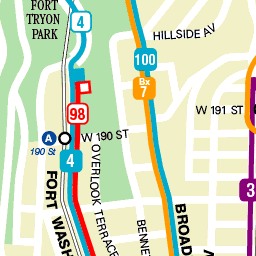 FORT
TRYON
PARK
4
HILLSIDE AV
100
Bx
7
98
W 191 ST
A
190 St
W 190 ST
4
3
FORT WASH
OVERLOOK TERRACE
BENNE
BROAD